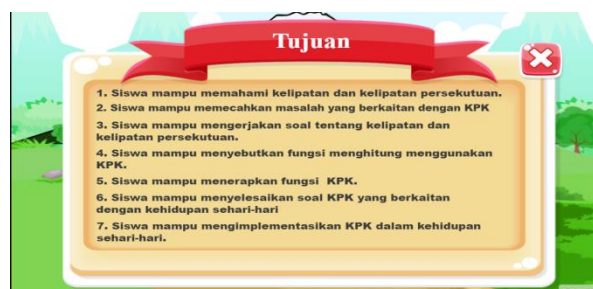 Tujuan
1. Siswa mampu memahami kelipatan dan kelipatan persekutuan.
2. Siswa mampu memecahkan masalah yang berkaitan dengan KPK
3. Siswa mampu mengerjakan soal tentang kelipatan dan
kelipatan persekutuan.
4. Siswa mampu menyebutkan fungsi menghitung menggunakan
KPK.
5. Siswa mampu menerapkan fungsi KPK.
6. Siswa mampu menyelesaikan soal KPK yang berkaitan
dengan kehidupan sehari-hari
7. Siswa mampu mengimplementasikan KPK dalam kehidupan
sehari-hari.